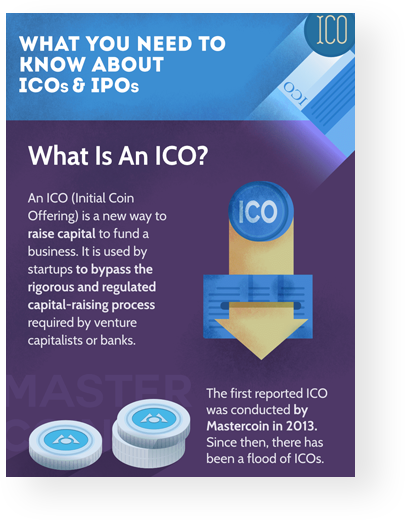 WHAT YOU NEED TO
KNOW ABOUT
ICOs & IPOs
ICO
ICO
What Is An ICO?
An ICO (Initial Coin
Offering) is a new way to
raise capital to fund a
business. It is used by
startups to bypass the
rigorous and regulated
capital-raising process
required by venture
capitalists or banks.
ICO
MASTER
The first reported ICO
was conducted by
Mastercoin in 2013.
Since then, there has
been a flood of ICOs.